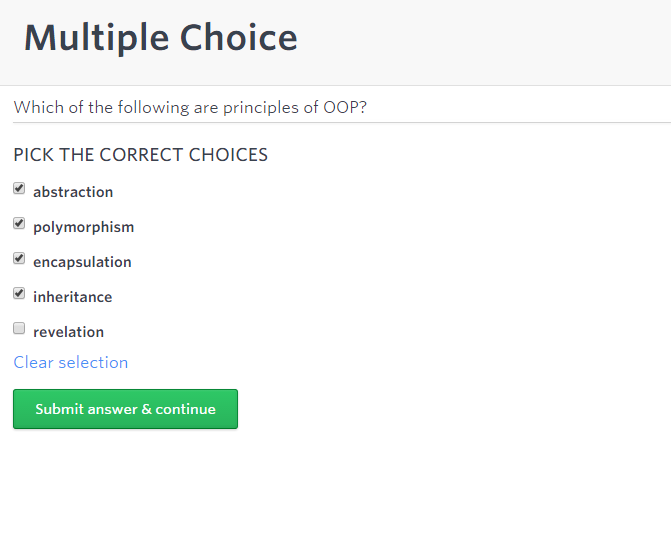 Multiple Choice
Which of the following are principles of OOP?
PICK THE CORRECT CHOICES
abstraction
polymorphism
encapsulation
inheritance
revelation
Clear selection
Submit answer & continue